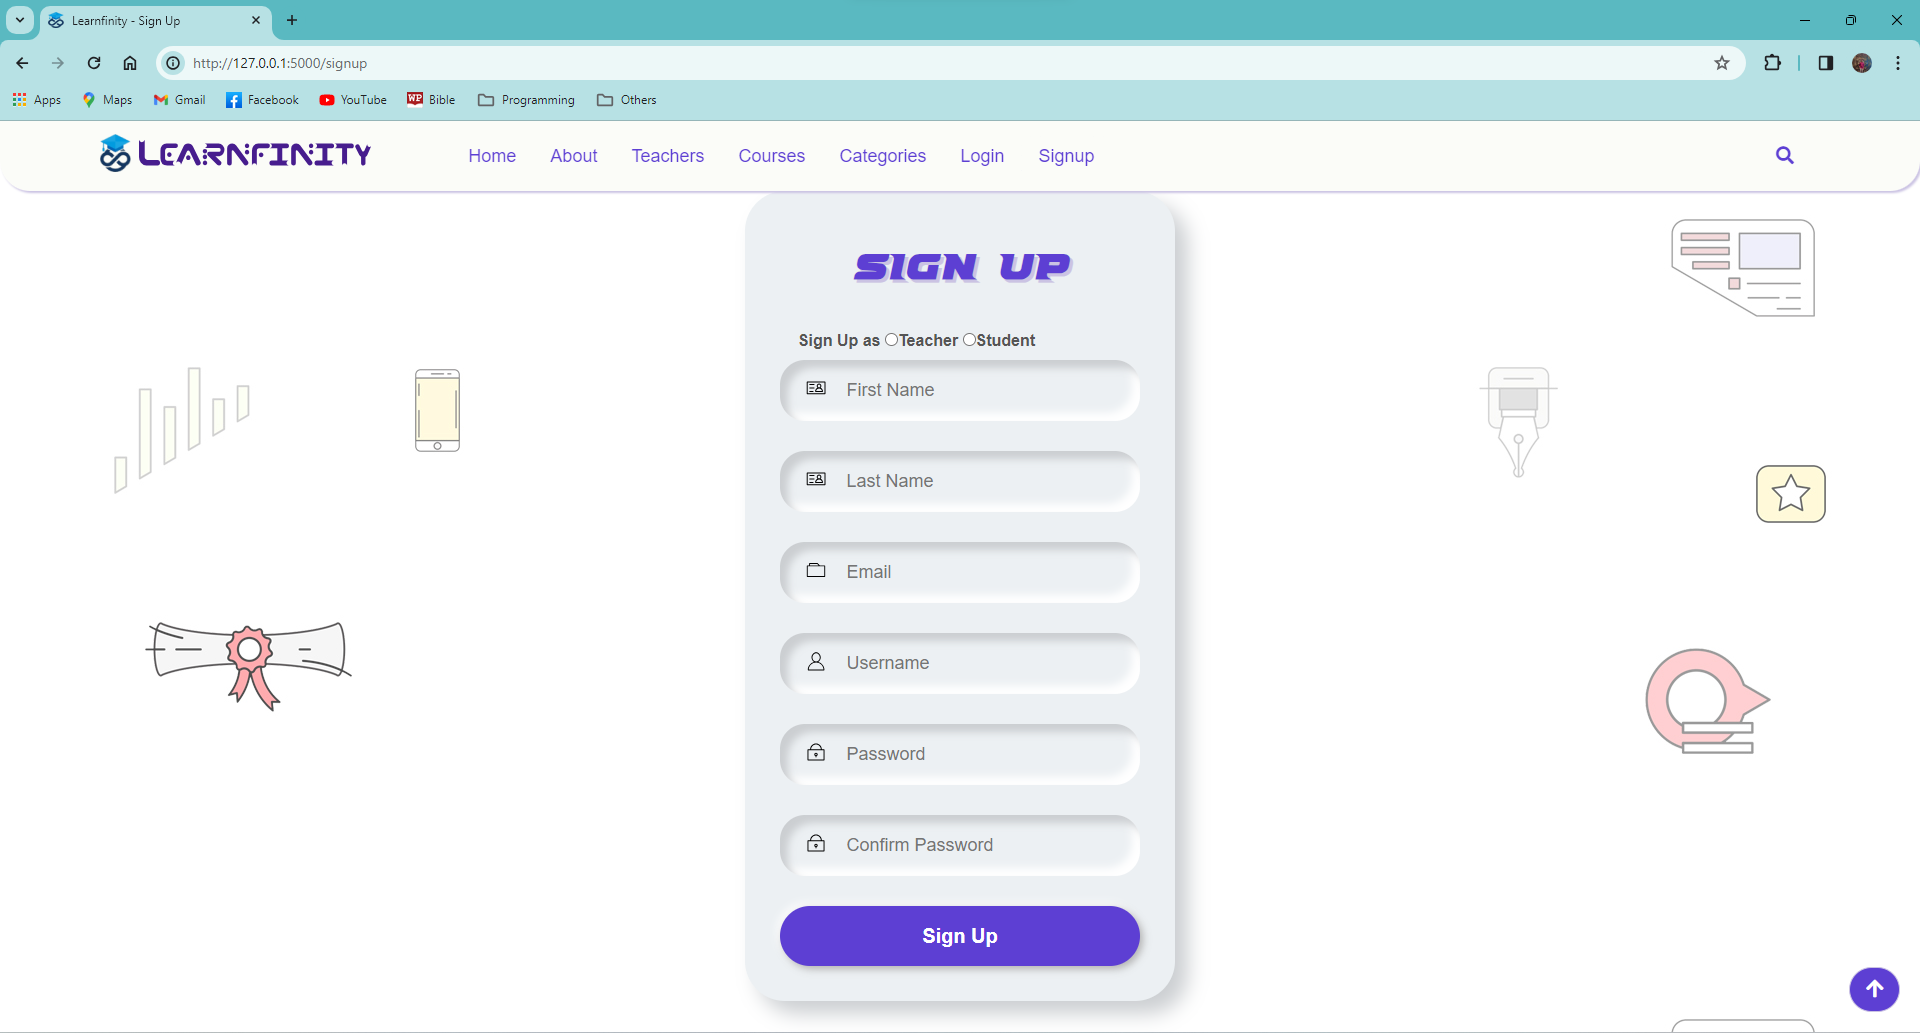 Learnfinity - Sign Up
http://127.0.0.1:5000/signup
Apps Maps Gmail Facebook YouTube WP Bible Programming Others
LEARNFINITY Home About Teachers Courses Categories Login Signup
SIGN UP
Sign Up as Teacher Student
First Name
Last Name
Email
Username
Password
Confirm Password
Sign Up